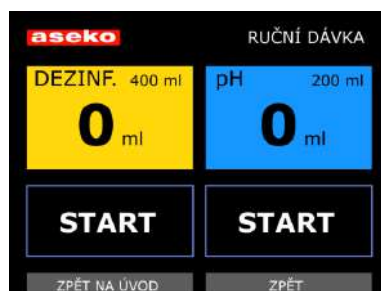 aseko RUČNÍ DÁVKA
DEZINF. 400 ml pH 200 ml
0 ml 0 ml
START START
ZPĚT NA ÚVOD ZPĚT